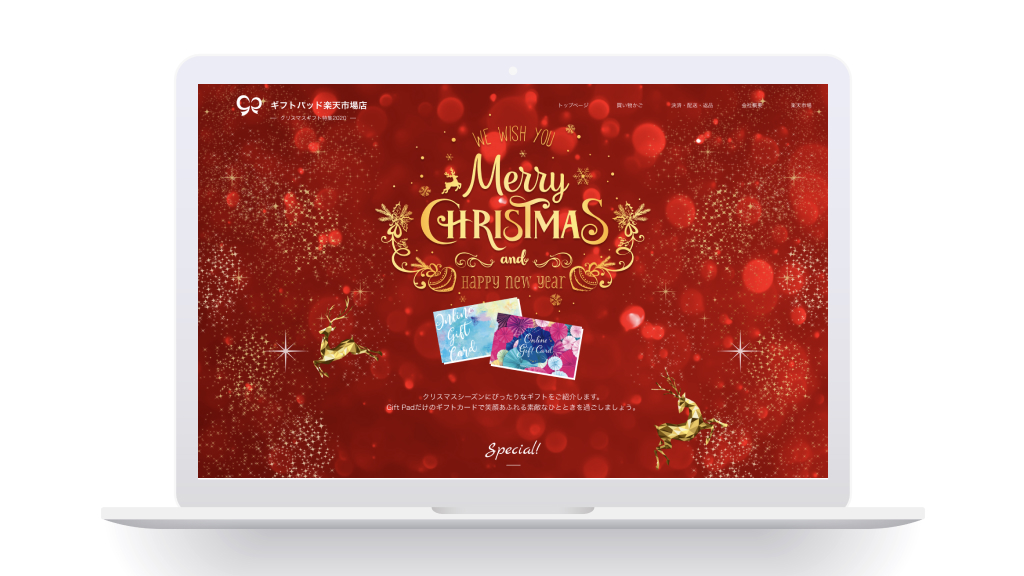 ギフトパッド楽天市場店
クリスマスギフト特集2020
トップページ 買い物かご 決済・配送・返品 会社概要 楽天市場
WE WISH YOU
Merry
CHRISTMAS
and
HAPPY NEW YEAR
Online
Gift
Card
Online
Gift Card
クリスマスシーズンにぴったりなギフトをご紹介します。
Gift Padだけのギフトカードで笑顔あふれる素敵なひとときを過ごしましょう。
Special!